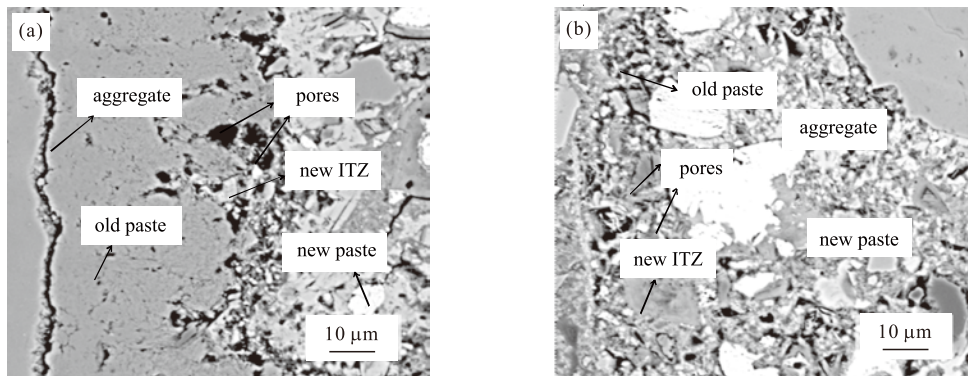 (a)
aggregate
pores
new ITZ
old paste
new paste
10 μm
(b)
old paste
aggregate
pores
new paste
new ITZ
10 μm